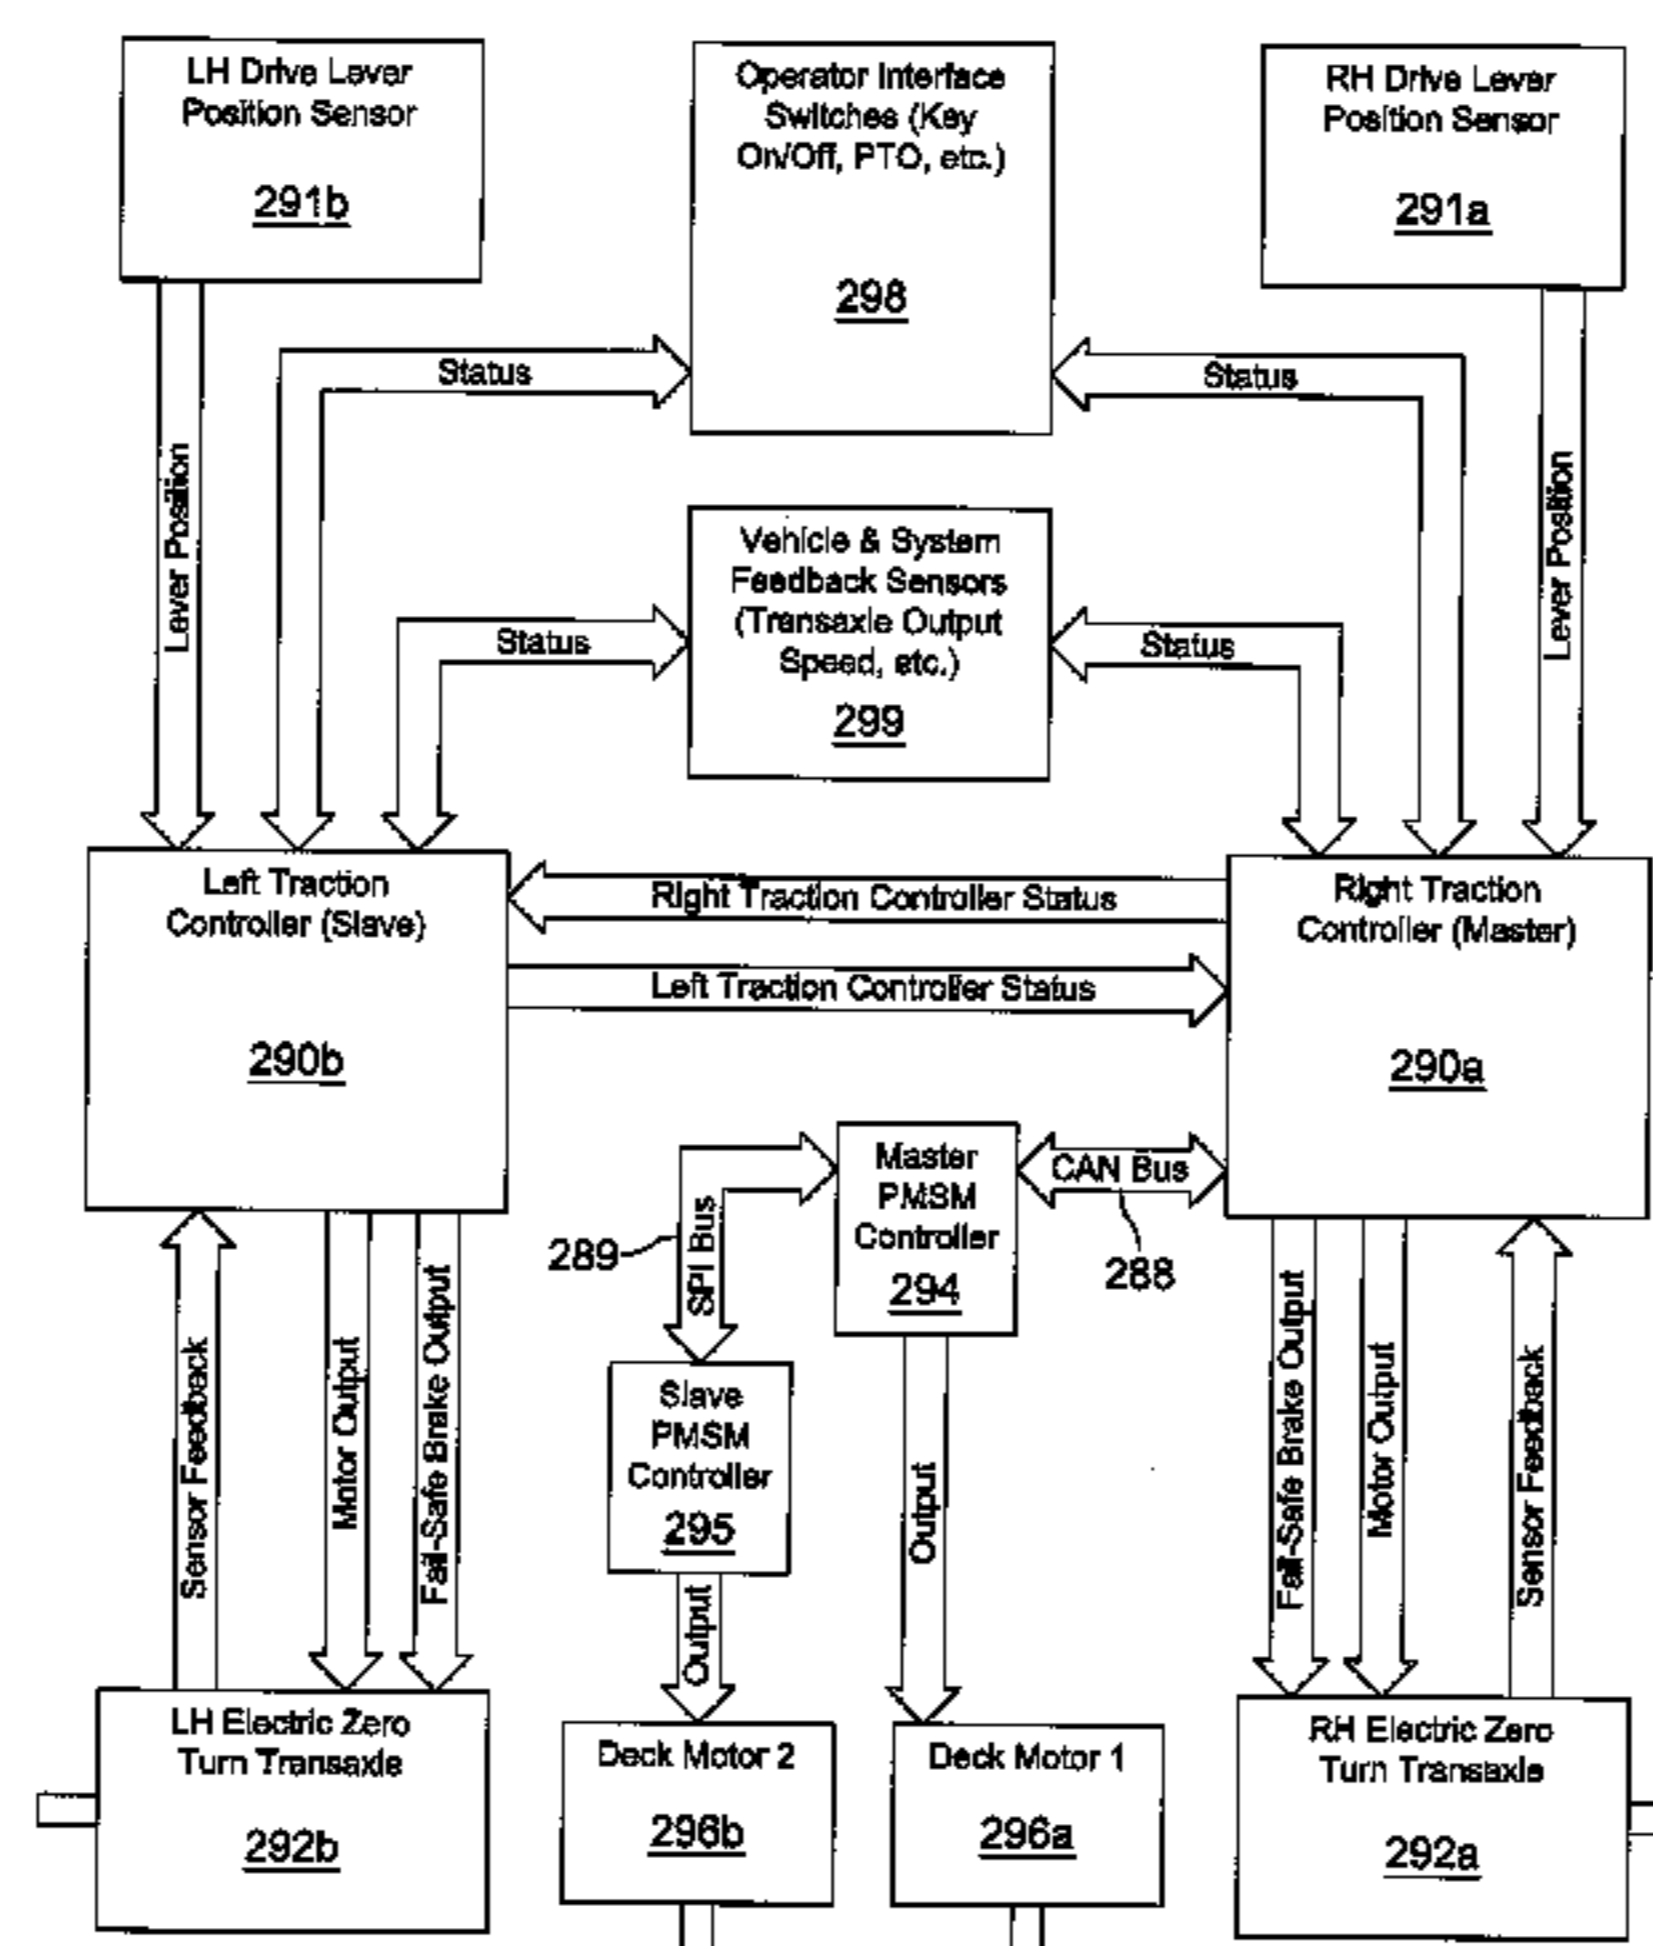 LH Drive Lever
Position Sensor
291b
Operator Interface
Switches (Key
On/Off, PTO, etc.)
298
RH Drive Lever
Position Sensor
291a
Status
Status
Lever Position
Lever Position
Vehicle & System
Feedback Sensors
(Transaxle Output
Speed, etc.)
299
Status
Status
Left Traction
Controller (Slave)
290b
Right Traction Controller Status
Left Traction Controller Status
Right Traction
Controller (Master)
290a
Master
PMSM
Controller
294
CAN Bus
288
289
SPI Bus
Slave
PMSM
Controller
295
Sensor Feedback
Motor Output
Fail-Safe Brake Output
Output
Output
Fail-Safe Brake Output
Motor Output
Sensor Feedback
LH Electric Zero
Turn Transaxle
292b
Deck Motor 2
296b
Deck Motor 1
296a
RH Electric Zero
Turn Transaxle
292a